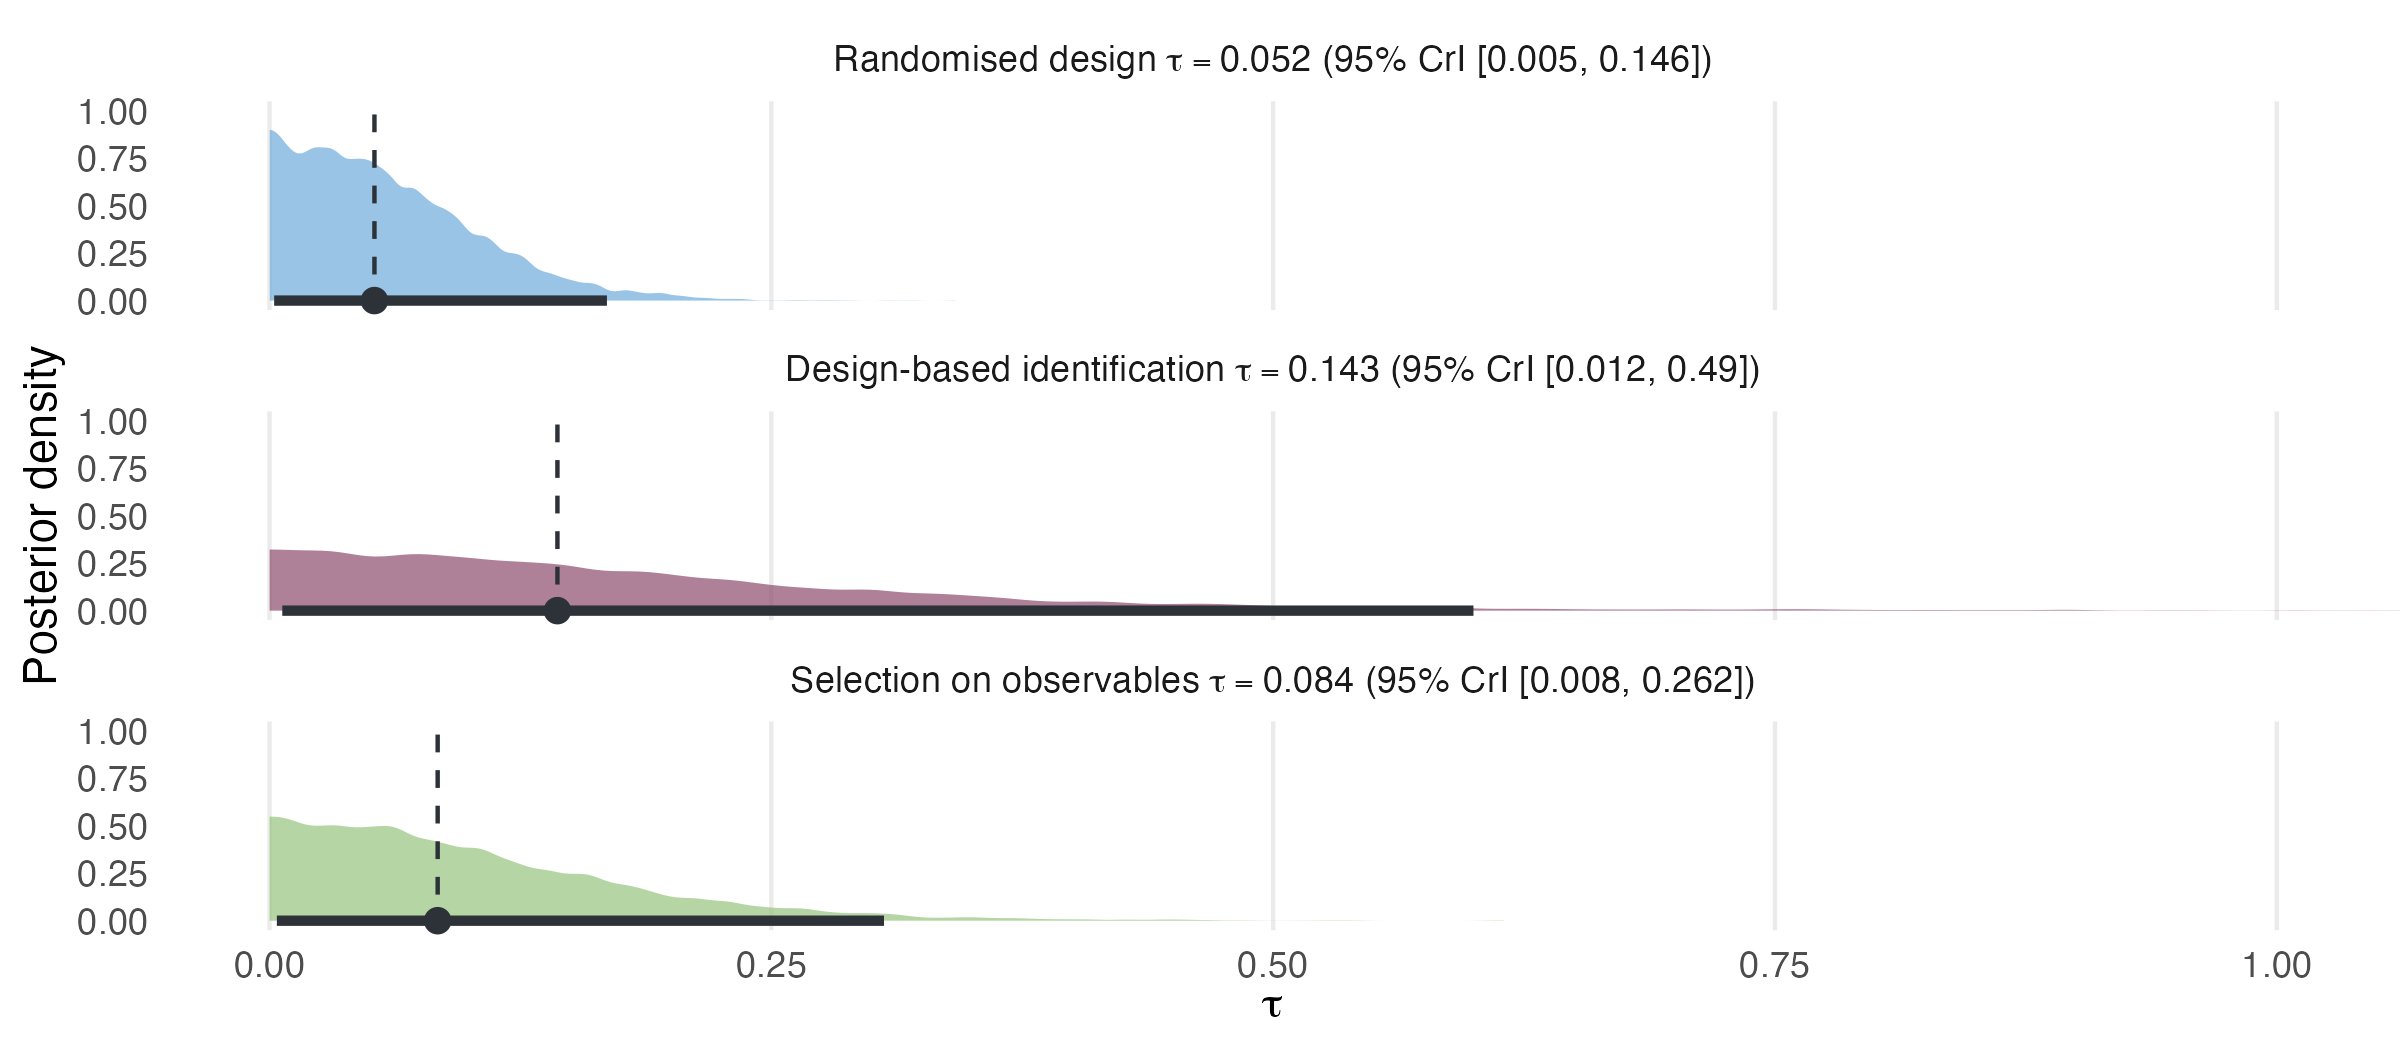 Randomised design τ = 0.052 (95% CrI [0.005, 0.146])
1.00
0.75
0.50
0.25
0.00
Design-based identification τ = 0.143 (95% CrI [0.012, 0.49])
1.00
0.75
0.50
0.25
0.00
Posterior density
Selection on observables τ = 0.084 (95% CrI [0.008, 0.262])
1.00
0.75
0.50
0.25
0.00
0.00 0.25 0.50 0.75 1.00
τ